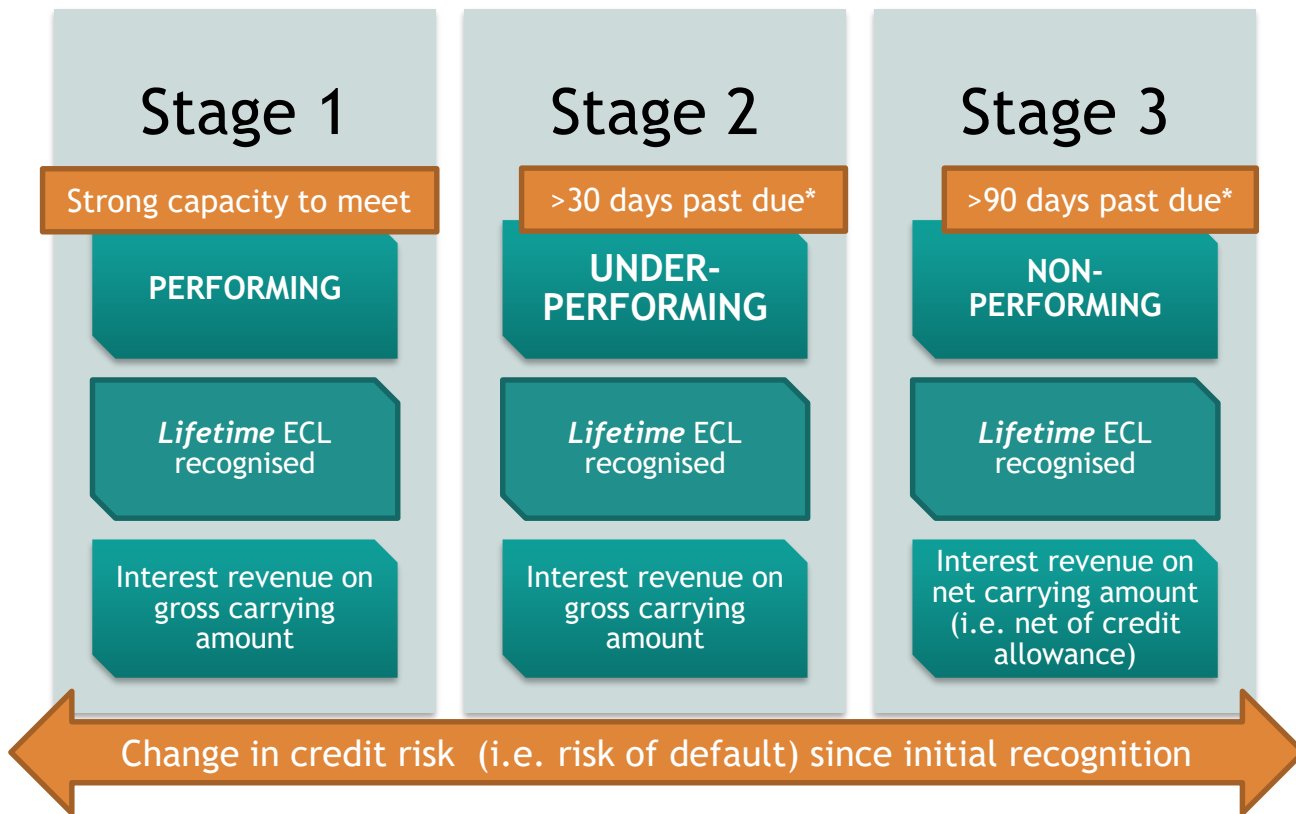 Stage 1
Strong capacity to meet
PERFORMING
Lifetime ECL
recognised
Interest revenue on
gross carrying
amount
Stage 2
>30 days past due*
UNDER-
PERFORMING
Lifetime ECL
recognised
Interest revenue on
gross carrying
amount
Stage 3
>90 days past due*
NON-
PERFORMING
Lifetime ECL
recognised
Interest revenue on
net carrying amount
(i.e. net of credit
allowance)
Change in credit risk (i.e. risk of default) since initial recognition